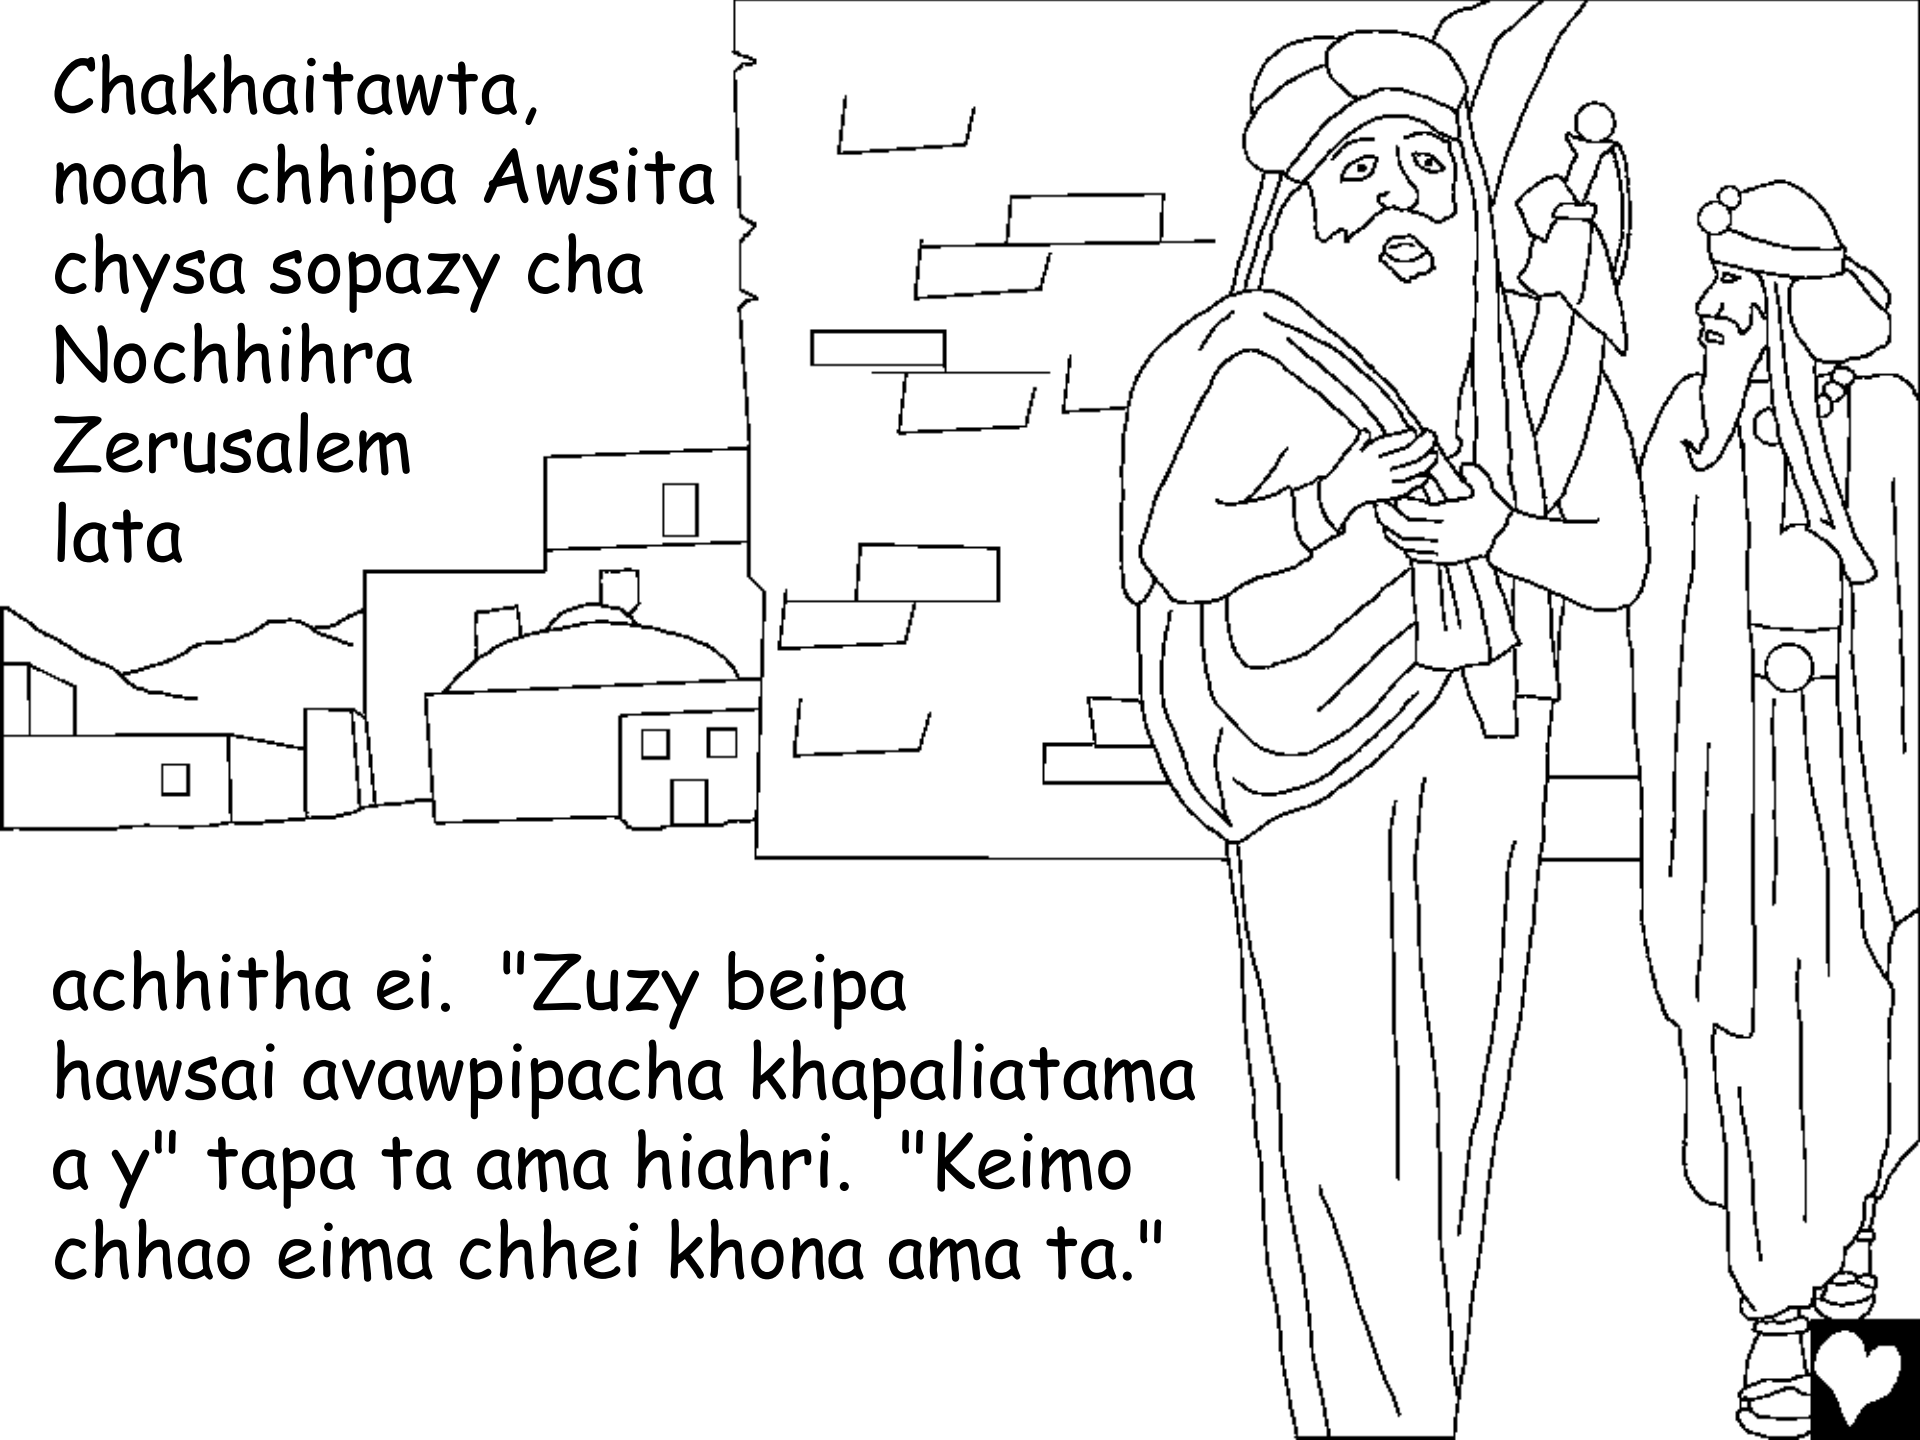 Chakhaitawta,
noah chhipa Awsita
chysa sopazy cha
Nochhihra
Zerusalem
lata
achhitha ei. "Zuzy beipa
hawsai avawpipacha khapaliatama
a y" tapa ta ama hiahri. "Keimo
chhao eima chhei khona ama ta."